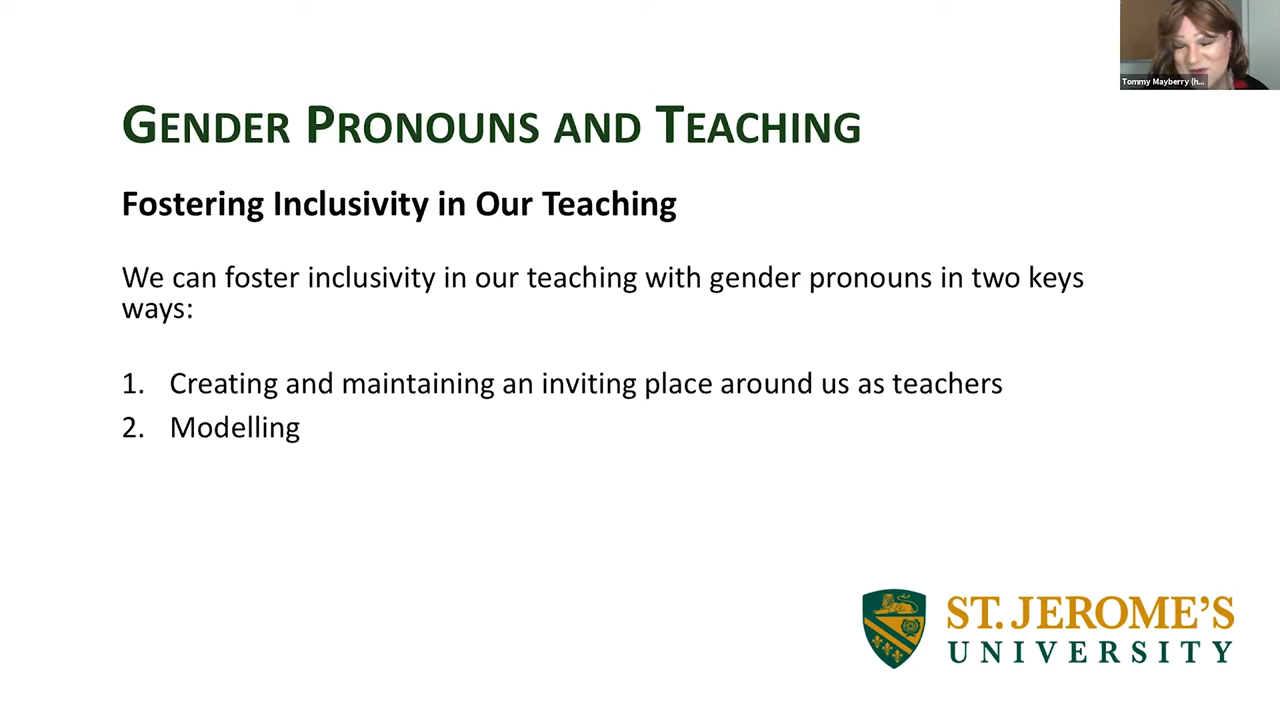 Tommy Mayberry (h...
GENDER PRONOUNS AND TEACHING
Fostering Inclusivity in Our Teaching
We can foster inclusivity in our teaching with gender pronouns in two keys
ways:
1. Creating and maintaining an inviting place around us as teachers
2. Modelling
ST. JEROME'S
UNIVERSITY